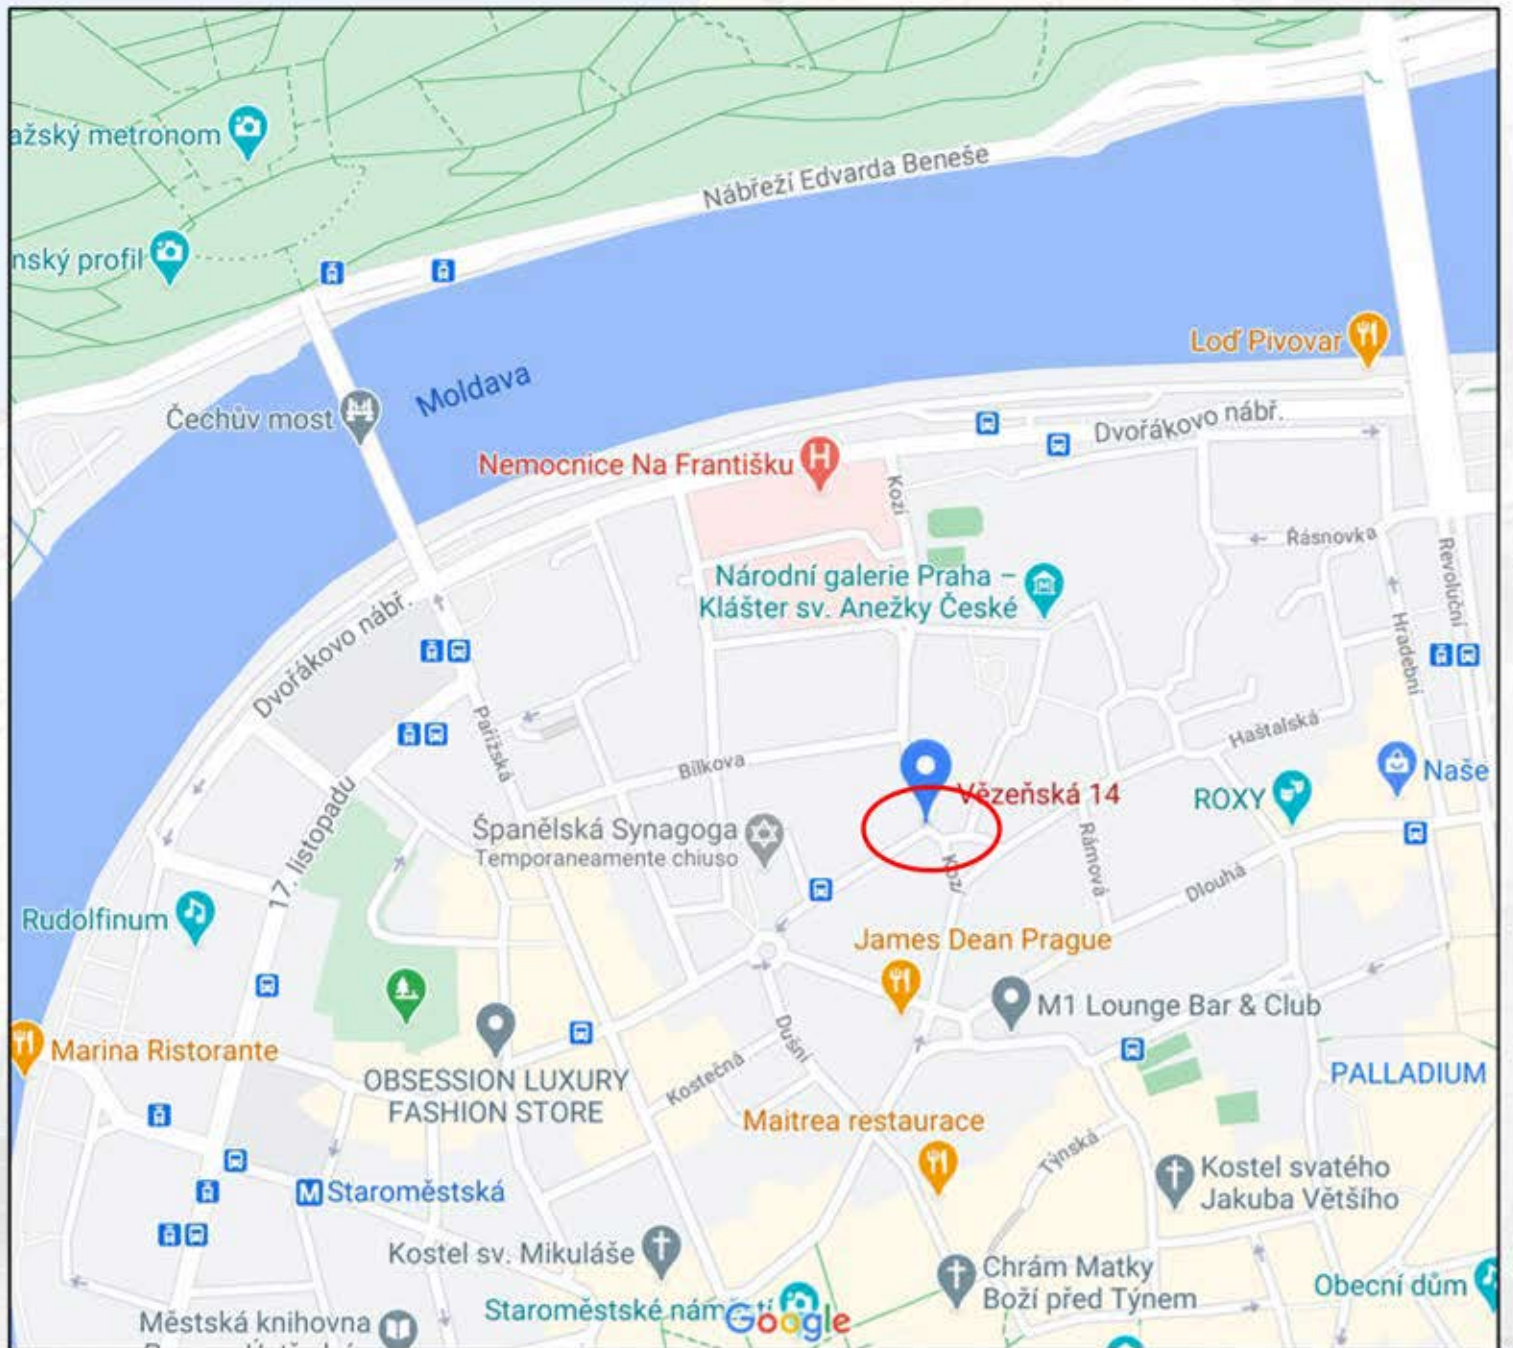 ažský metronom
Nábřeží Edvarda Beneše
nský profil
Loď Pivovar
Moldava
Čechův most
Dvořákovo nábř.
Nemocnice Na Františku
H
Kozí
Řásnovka
Revoluční
Národní galerie Praha –
Klášter sv. Anežky České
Dvořákovo nábř.
Hradební
Pařížská
Haštalská
Bílkova
Naše
Vězeňská 14
ROXY
17. listopadu
Španělská Synagoga
Temporaneamente chiuso
Rámová
Kozí
Dlouhá
Rudolfinum
James Dean Prague
M1 Lounge Bar & Club
Dušní
Marina Ristorante
Kostečná
OBSESSION LUXURY
FASHION STORE
PALLADIUM
Maitrea restaurace
Týnská
Kostel svatého
Jakuba Většího
M Staroměstská
Kostel sv. Mikuláše
Chrám Matky
Boží před Týnem
Obecní dům
Staroměstské náměstí
Google
Městská knihovna